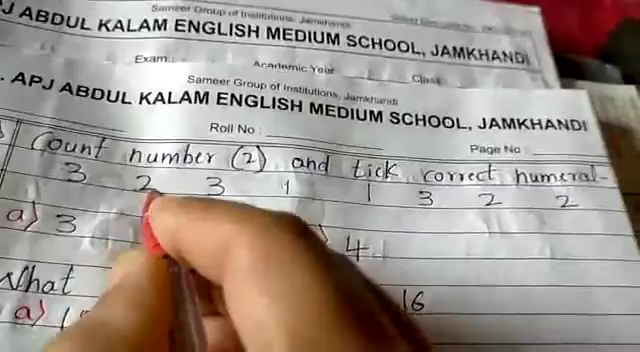 Sameer Group of Institutions, Jamkhandi
J ABDUL KALAM ENGLISH MEDIUM SCHOOL, JAMKHANDI
Exam: Academic Year Class
Sameer Group of Institutions, Jamkhandi
. APJ ABDUL KALAM ENGLISH MEDIUM SCHOOL, JAMKHANDI
Roll No : Page No
Count number (2) and tick correct numeral-
3 2 3 1 1 3 2 2
a) 3 4
What
a) 16